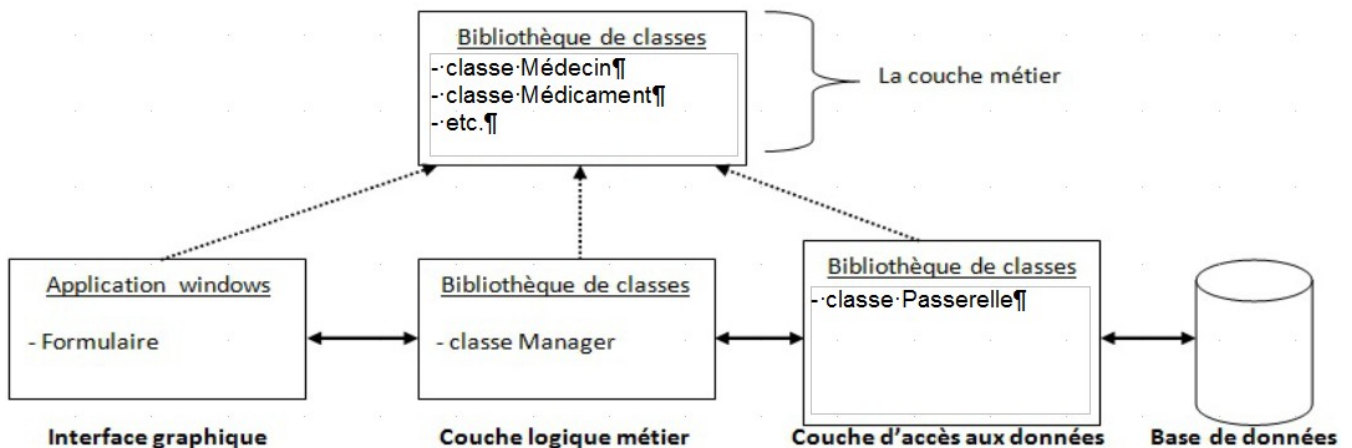 Bibliothèque de classes
-·classe·Médecin¶
-·classe·Médicament¶
-·etc.¶
La couche métier
Application windows
- Formulaire
Bibliothèque de classes
- classe Manager
Bibliothèque de classes
-·classe·Passerelle¶
Interface graphique
Couche logique métier
Couche d'accès aux données
Base de données